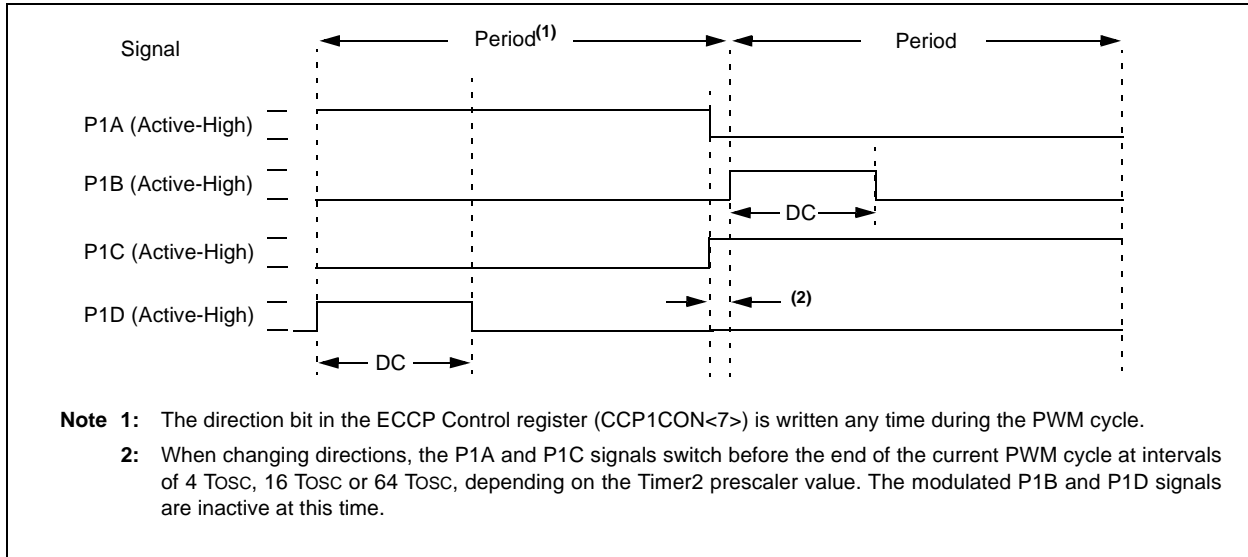 Signal
Period(1)
Period
P1A (Active-High)
P1B (Active-High)
DC
P1C (Active-High)
(2)
P1D (Active-High)
DC
Note 1: The direction bit in the ECCP Control register (CCP1CON<7>) is written any time during the PWM cycle.
2: When changing directions, the P1A and P1C signals switch before the end of the current PWM cycle at intervals
of 4 TOSC, 16 TOSC or 64 TOSC, depending on the Timer2 prescaler value. The modulated P1B and P1D signals
are inactive at this time.